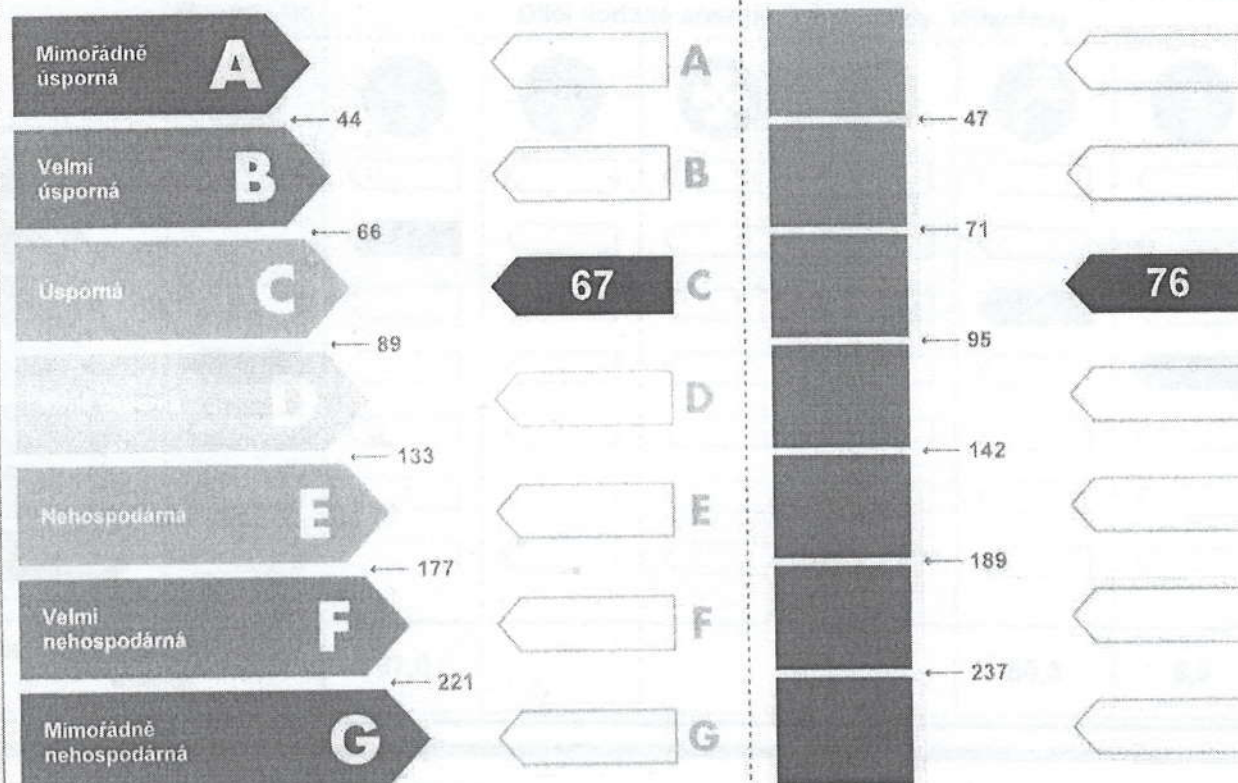 Mimořádně
úsporná
A
A
44
47
Velmi
úsporná
B
B
66
71
Úsporná
C
67
C
76
89
95
D
D
133
142
Nehospodárná
E
E
177
189
Velmi
nehospodárná
F
F
221
237
Mimořádně
nehospodárná
G
G